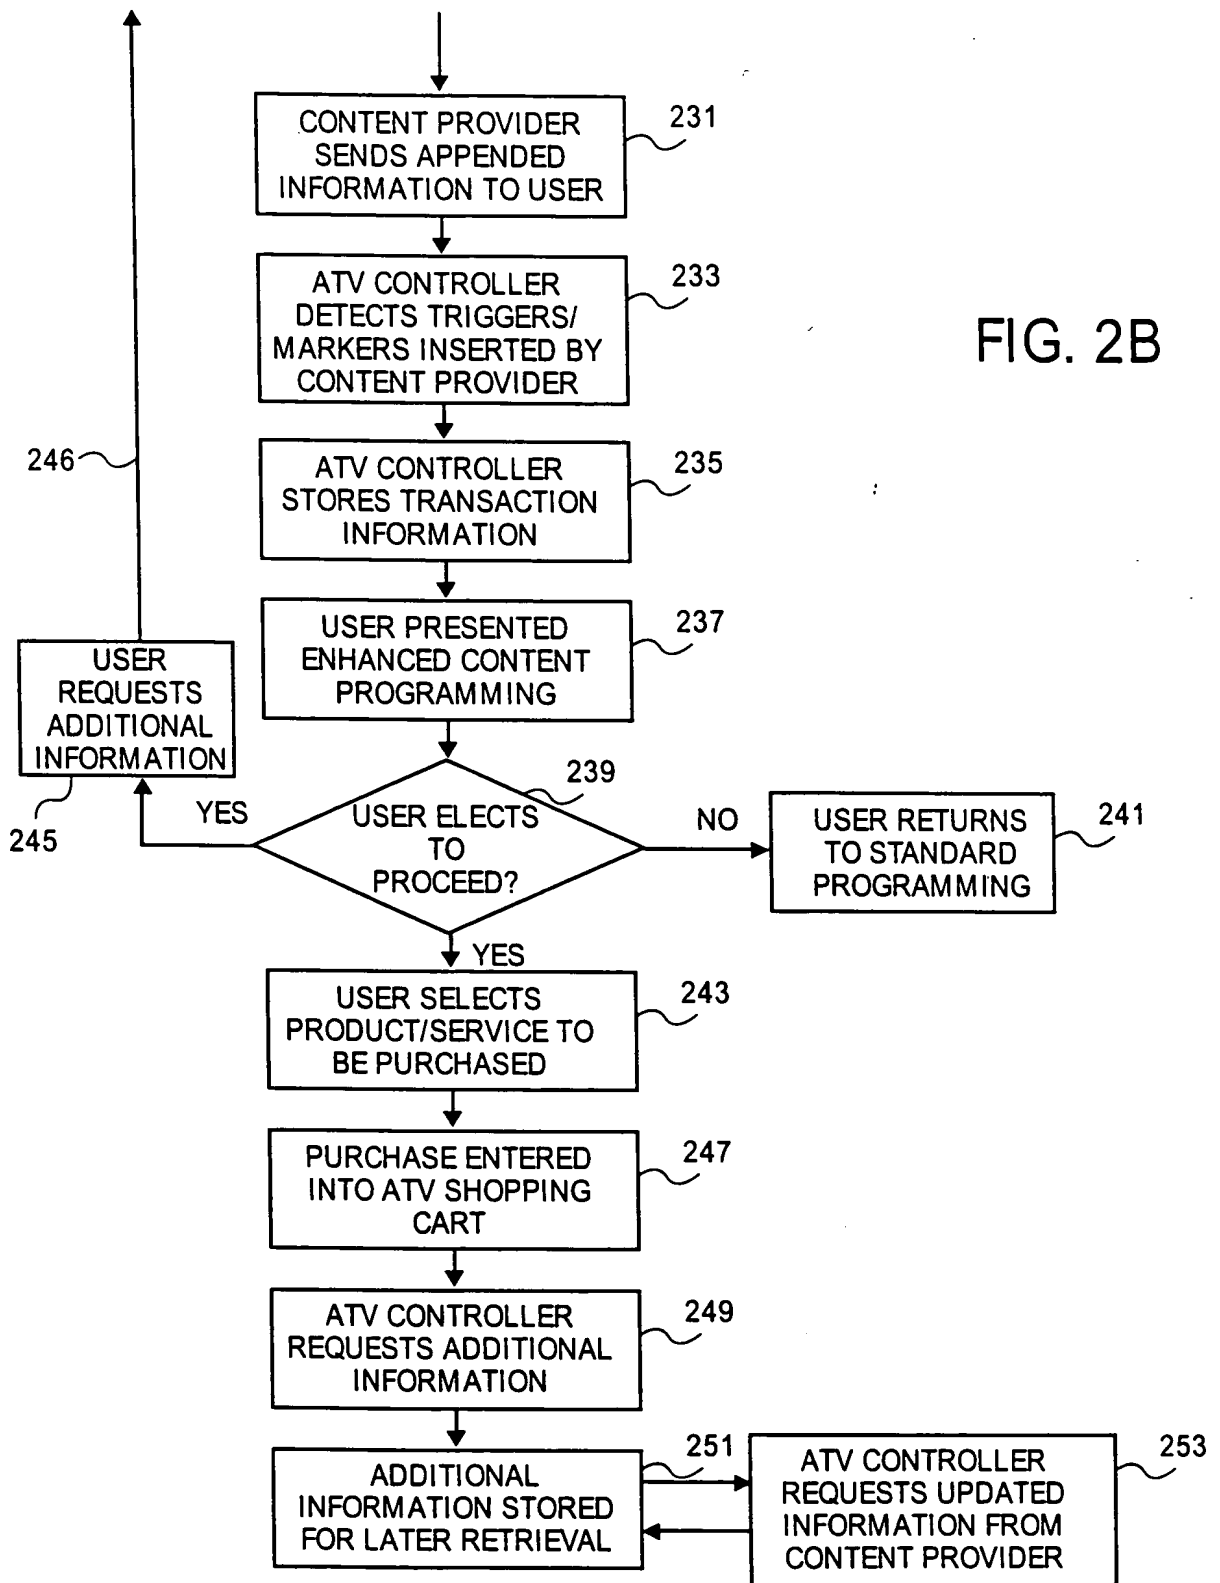 CONTENT PROVIDER
SENDS APPENDED
INFORMATION TO USER
231
ATV CONTROLLER
DETECTS TRIGGERS/
MARKERS INSERTED BY
CONTENT PROVIDER
233
FIG. 2B
246
ATV CONTROLLER
STORES TRANSACTION
INFORMATION
235
USER PRESENTED
ENHANCED CONTENT
PROGRAMMING
237
USER
REQUESTS
ADDITIONAL
INFORMATION
245
YES
239
USER ELECTS
TO
PROCEED?
NO
USER RETURNS
TO STANDARD
PROGRAMMING
241
YES
USER SELECTS
PRODUCT/SERVICE TO
BE PURCHASED
243
PURCHASE ENTERED
INTO ATV SHOPPING
CART
247
ATV CONTROLLER
REQUESTS ADDITIONAL
INFORMATION
249
ADDITIONAL
INFORMATION STORED
FOR LATER RETRIEVAL
251
ATV CONTROLLER
REQUESTS UPDATED
INFORMATION FROM
CONTENT PROVIDER
253